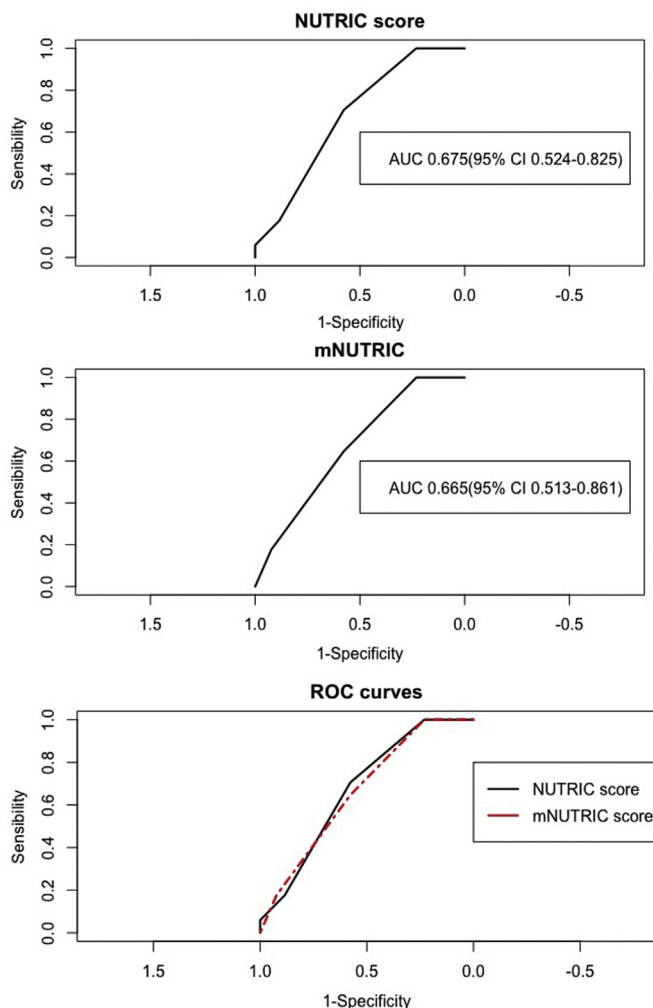 NUTRIC score
1.0
0.8
0.6
0.4
0.2
0.0
Sensibility
AUC 0.675(95% CI 0.524-0.825)
1.5 1.0 0.5 0.0 -0.5
1-Specificity
mNUTRIC
1.0
0.8
0.6
0.4
0.2
0.0
Sensibility
AUC 0.665(95% CI 0.513-0.861)
1.5 1.0 0.5 0.0 -0.5
1-Specificity
ROC curves
1.0
0.8
0.6
0.4
0.2
0.0
Sensibility
NUTRIC score
mNUTRIC score
1.5 1.0 0.5 0.0 -0.5
1-Specificity